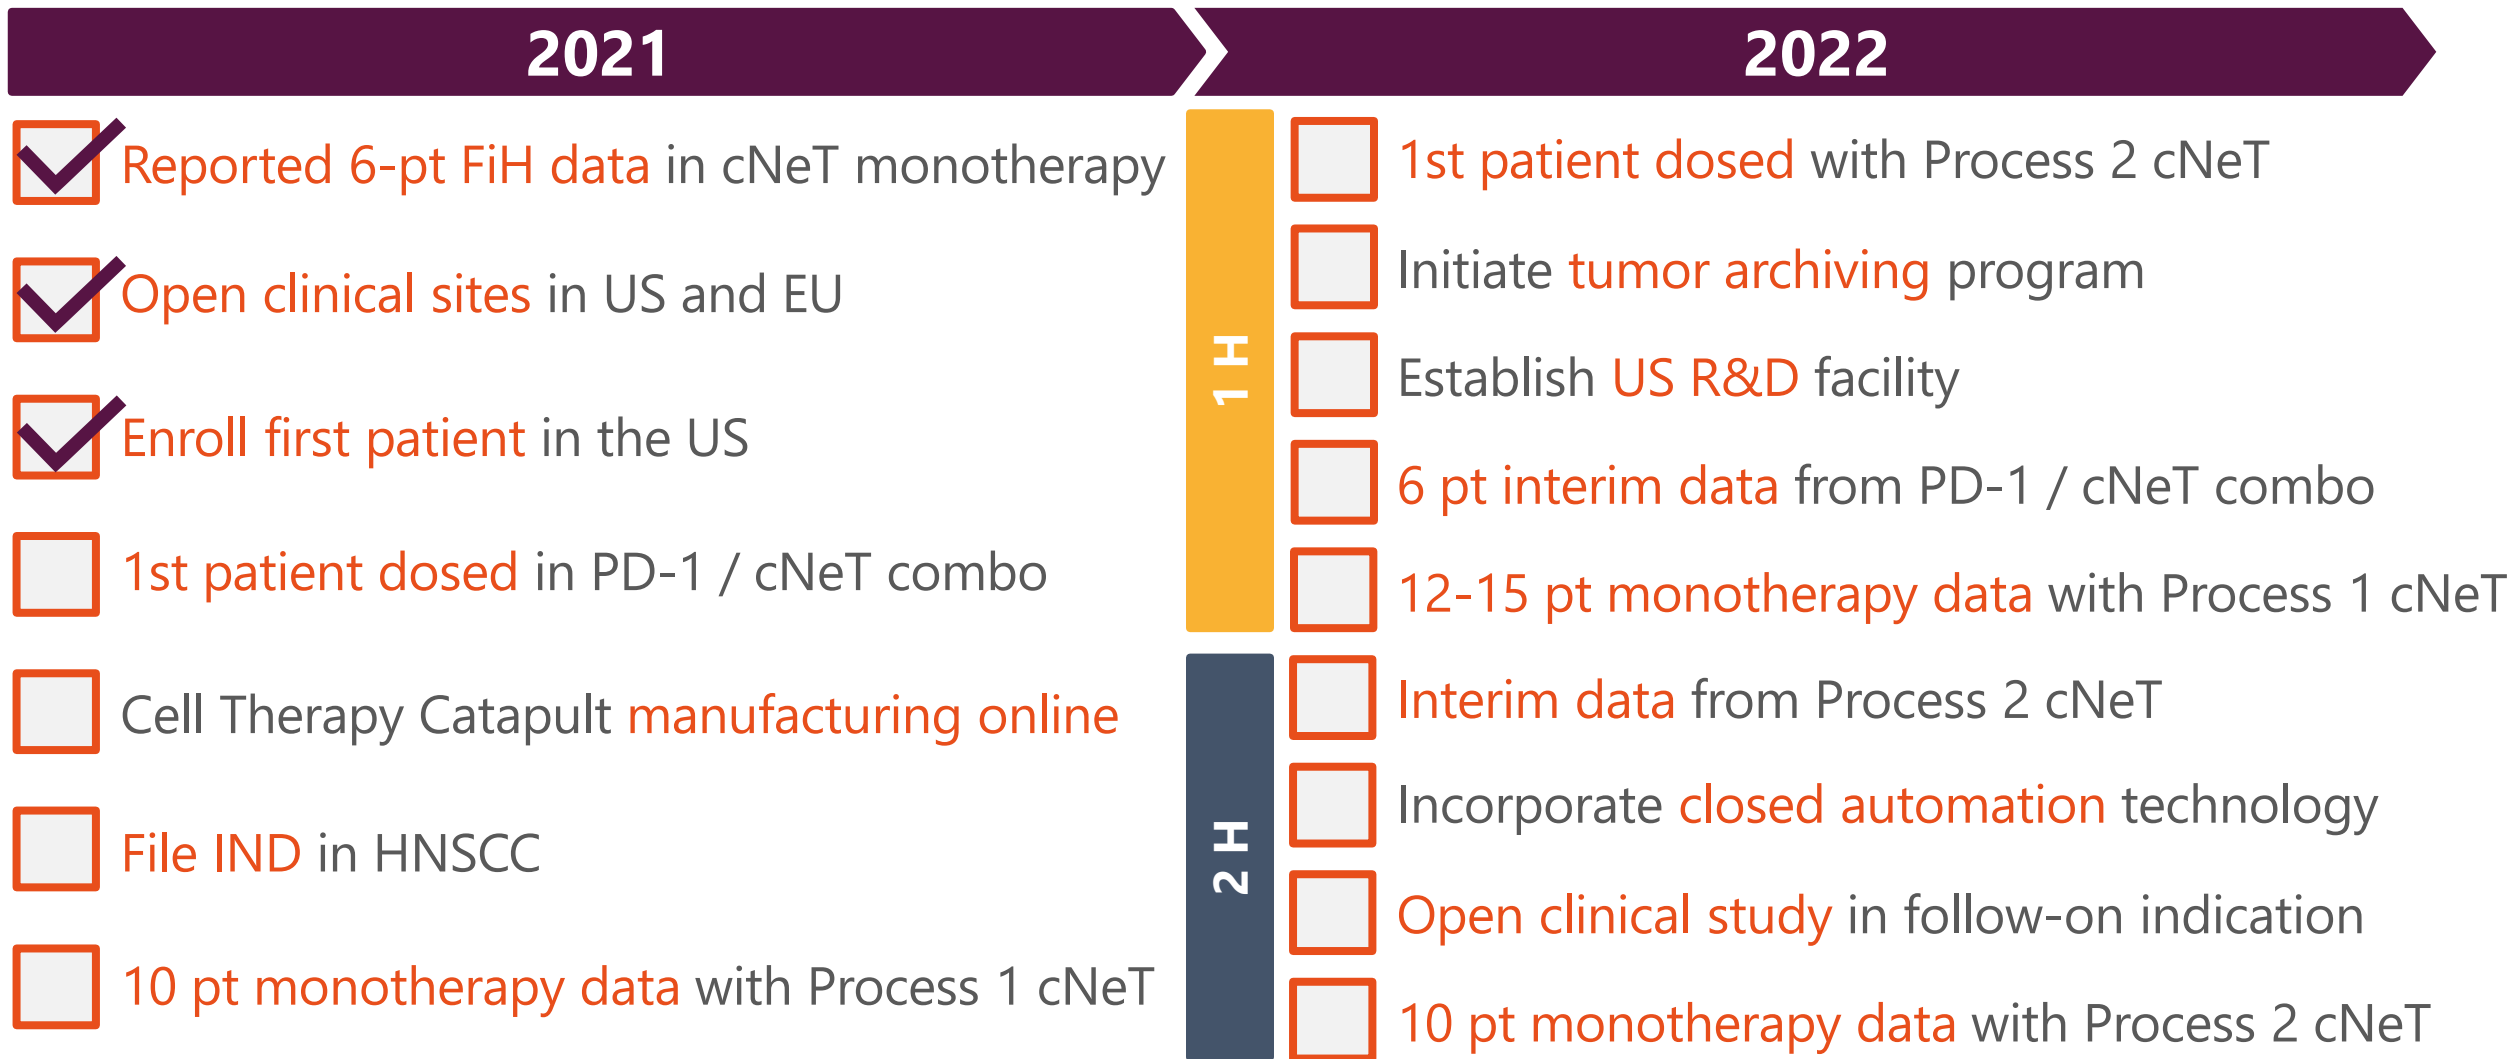 2021
Reported 6-pt FiH data in cNeT monotherapy
Open clinical sites in US and EU
Enroll first patient in the US
1st patient dosed in PD-1 / cNeT combo
Cell Therapy Catapult manufacturing online
File IND in HNSCC
10 pt monotherapy data with Process 1 cNeT
2022
1 H
1st patient dosed with Process 2 cNeT
Initiate tumor archiving program
Establish US R&D facility
6 pt interim data from PD-1 / cNeT combo
12-15 pt monotherapy data with Process 1 cNeT
2 H
Interim data from Process 2 cNeT
Incorporate closed automation technology
Open clinical study in follow-on indication
10 pt monotherapy data with Process 2 cNeT